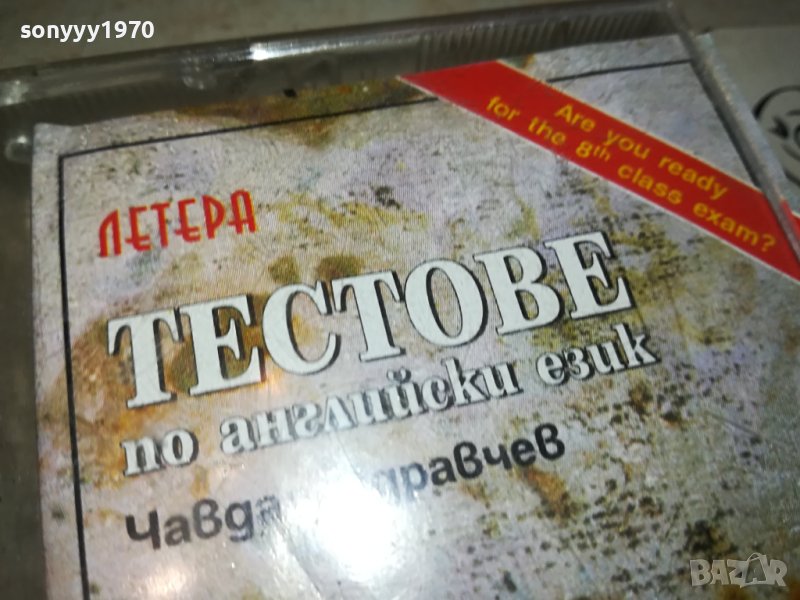 sonyyy1970
Are you ready
for the 8th class exam?
ЛЕТЕРА
ТЕСТОВЕ
по английски език
BAZAR